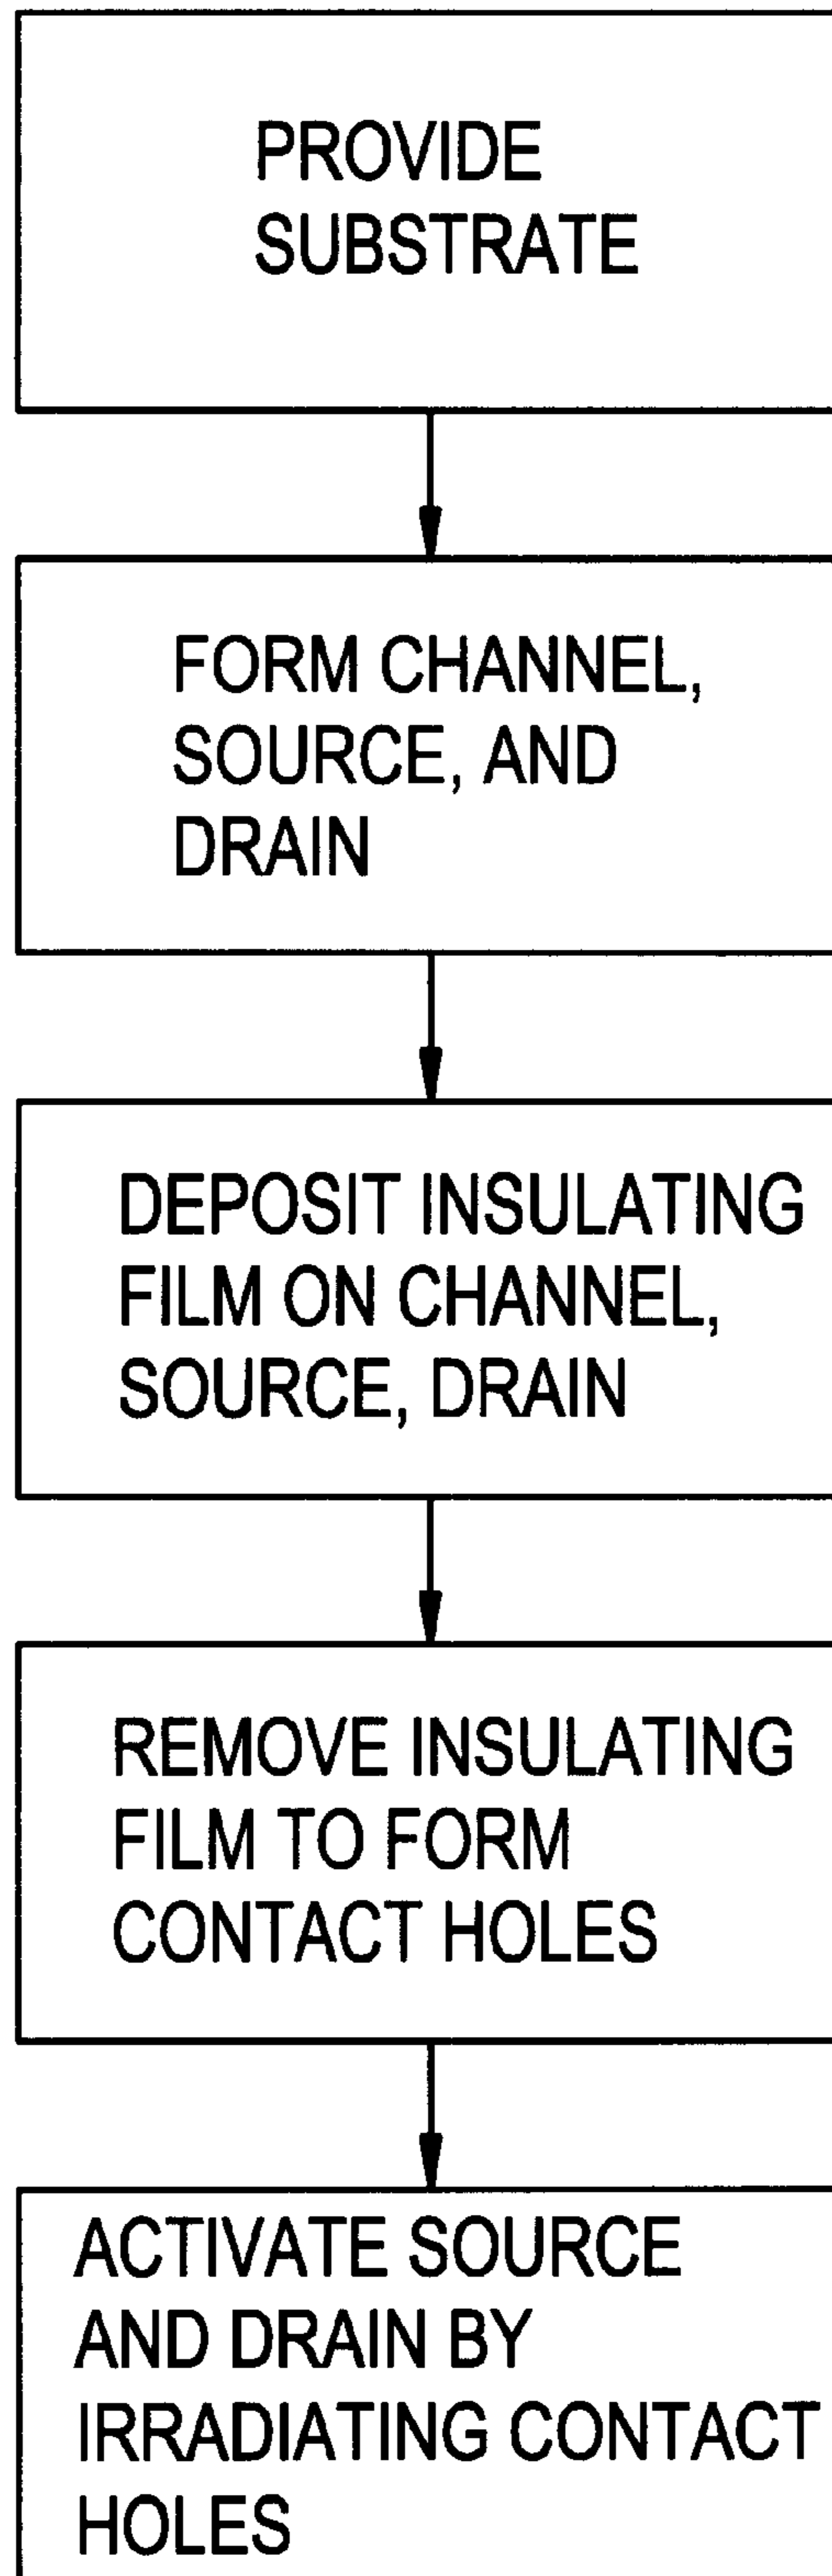 PROVIDE
SUBSTRATE
FORM CHANNEL,
SOURCE, AND
DRAIN
DEPOSIT INSULATING
FILM ON CHANNEL,
SOURCE, DRAIN
REMOVE INSULATING
FILM TO FORM
CONTACT HOLES
ACTIVATE SOURCE
AND DRAIN BY
IRRADIATING CONTACT
HOLES